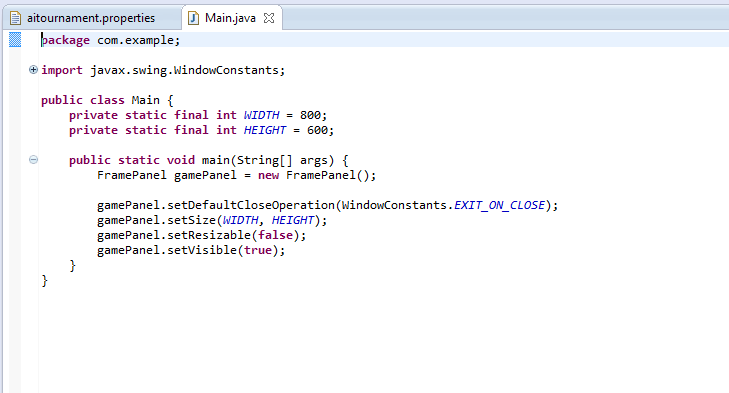 aitournament.properties
Main.java
package com.example;
import javax.swing.WindowConstants;
public class Main {
private static final int WIDTH = 800;
private static final int HEIGHT = 600;
public static void main(String[] args) {
FramePanel gamePanel = new FramePanel();
gamePanel.setDefaultCloseOperation(WindowConstants.EXIT_ON_CLOSE);
gamePanel.setSize(WIDTH, HEIGHT);
gamePanel.setResizable(false);
gamePanel.setVisible(true);
}
}